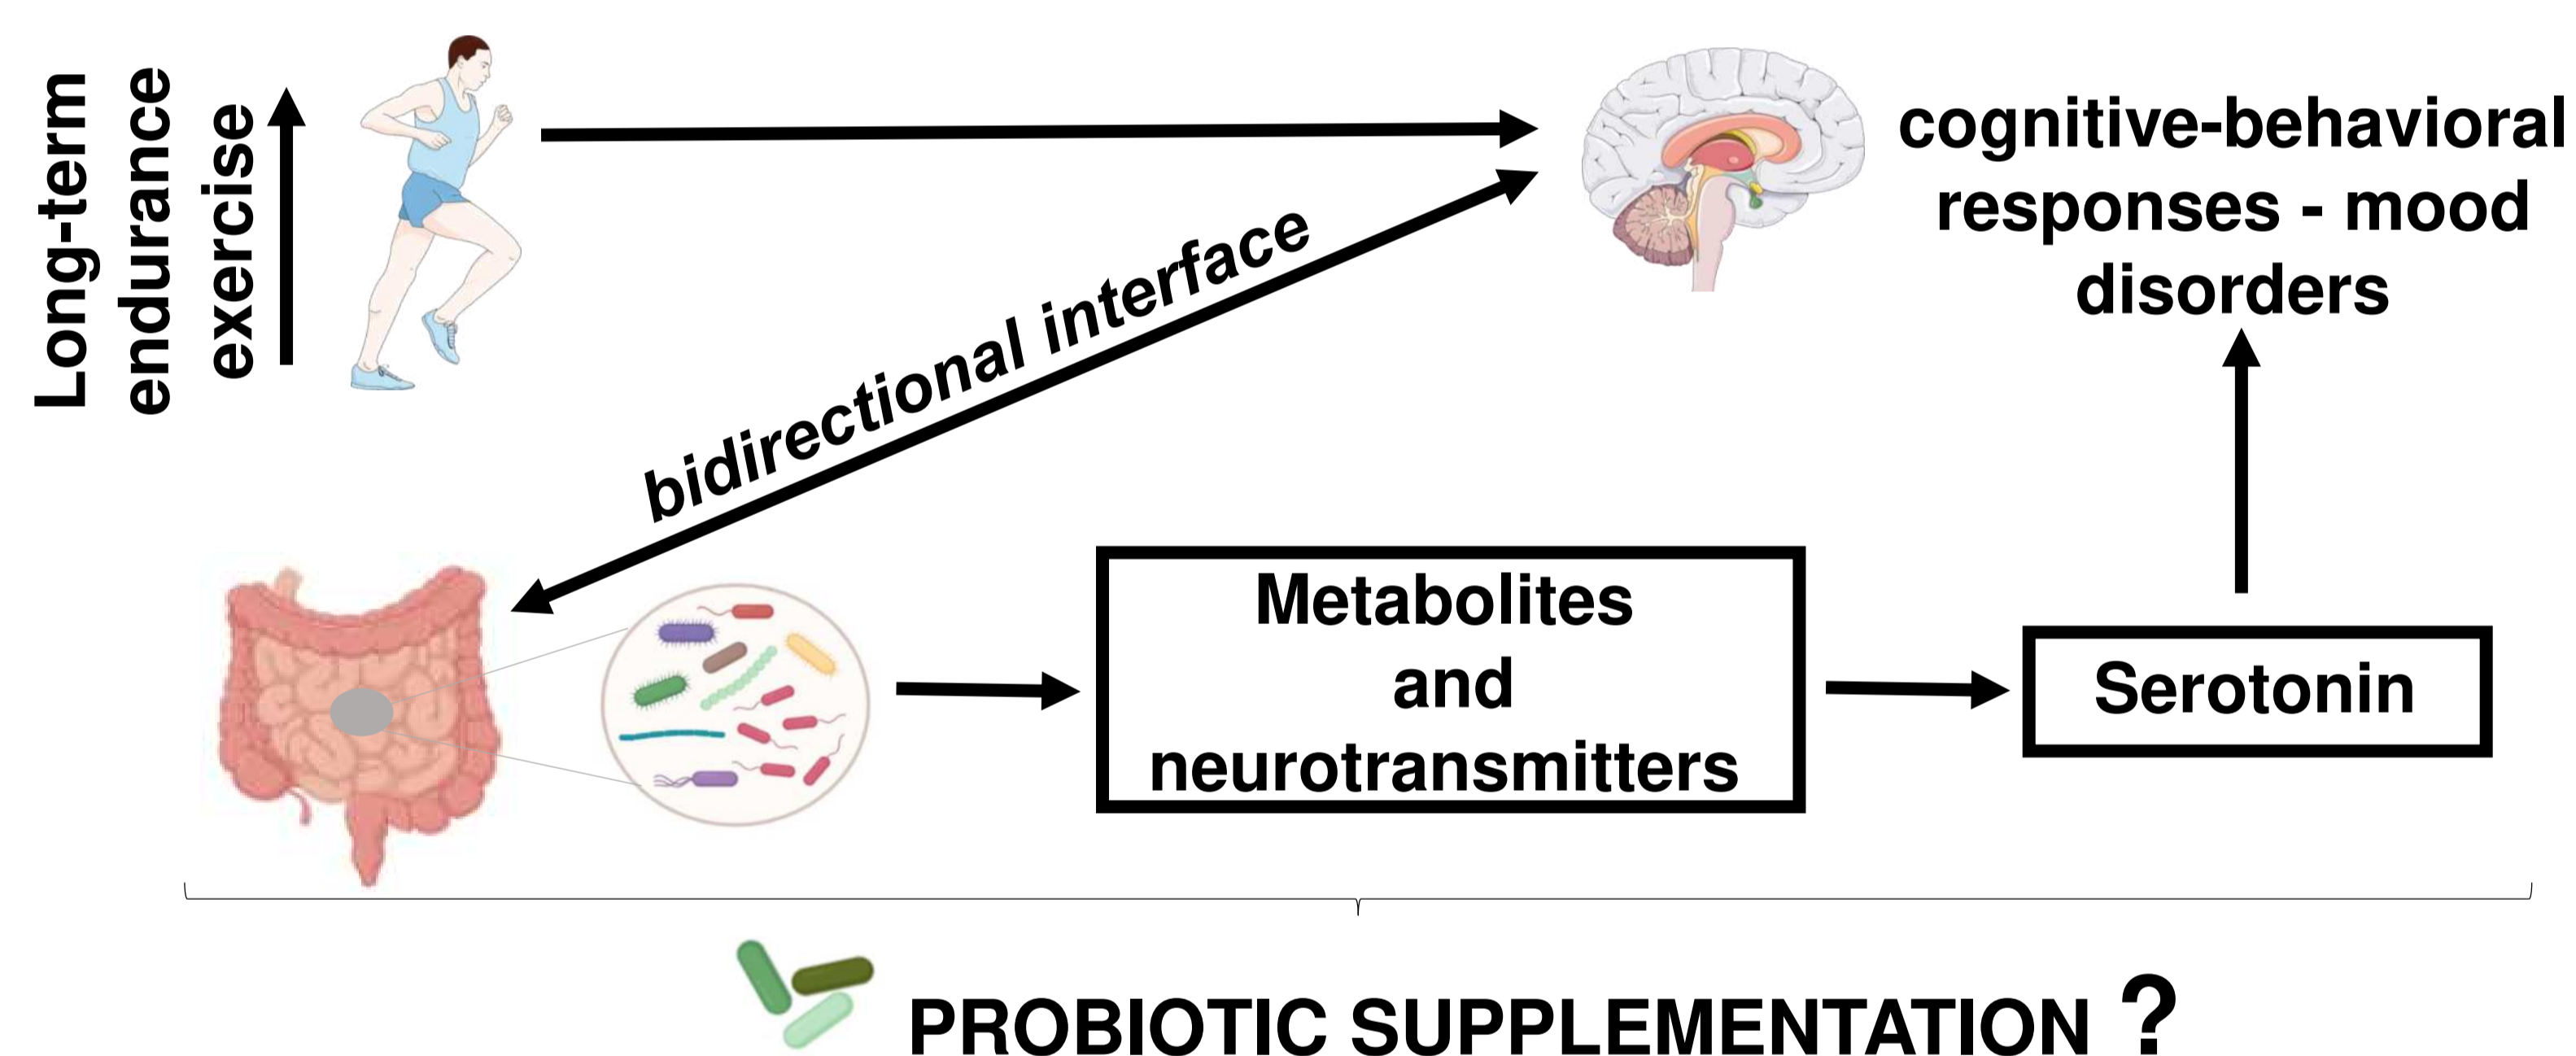 Long-term
endurance
exercise
cognitive-behavioral
responses - mood
disorders
bidirectional interface
Metabolites
and
neurotransmitters
Serotonin
PROBIOTIC SUPPLEMENTATION ?